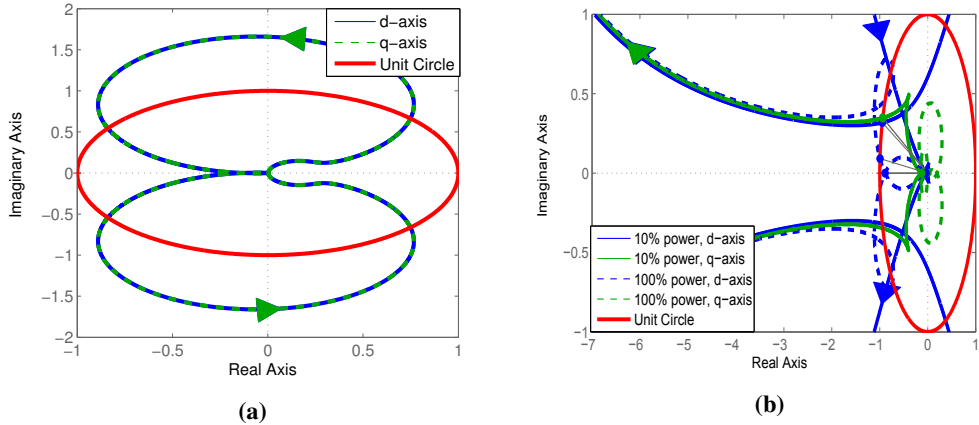 2
1.5
1
0.5
0
-0.5
-1
-1.5
-2
Imaginary Axis
d-axis
q-axis
Unit Circle
-1
-0.5
0
0.5
1
Real Axis
(a)
1
0.5
0
-0.5
-1
Imaginary Axis
10% power, d-axis
10% power, q-axis
100% power, d-axis
100% power, q-axis
Unit Circle
-7
-6
-5
-4
-3
-2
-1
0
1
Real Axis
(b)